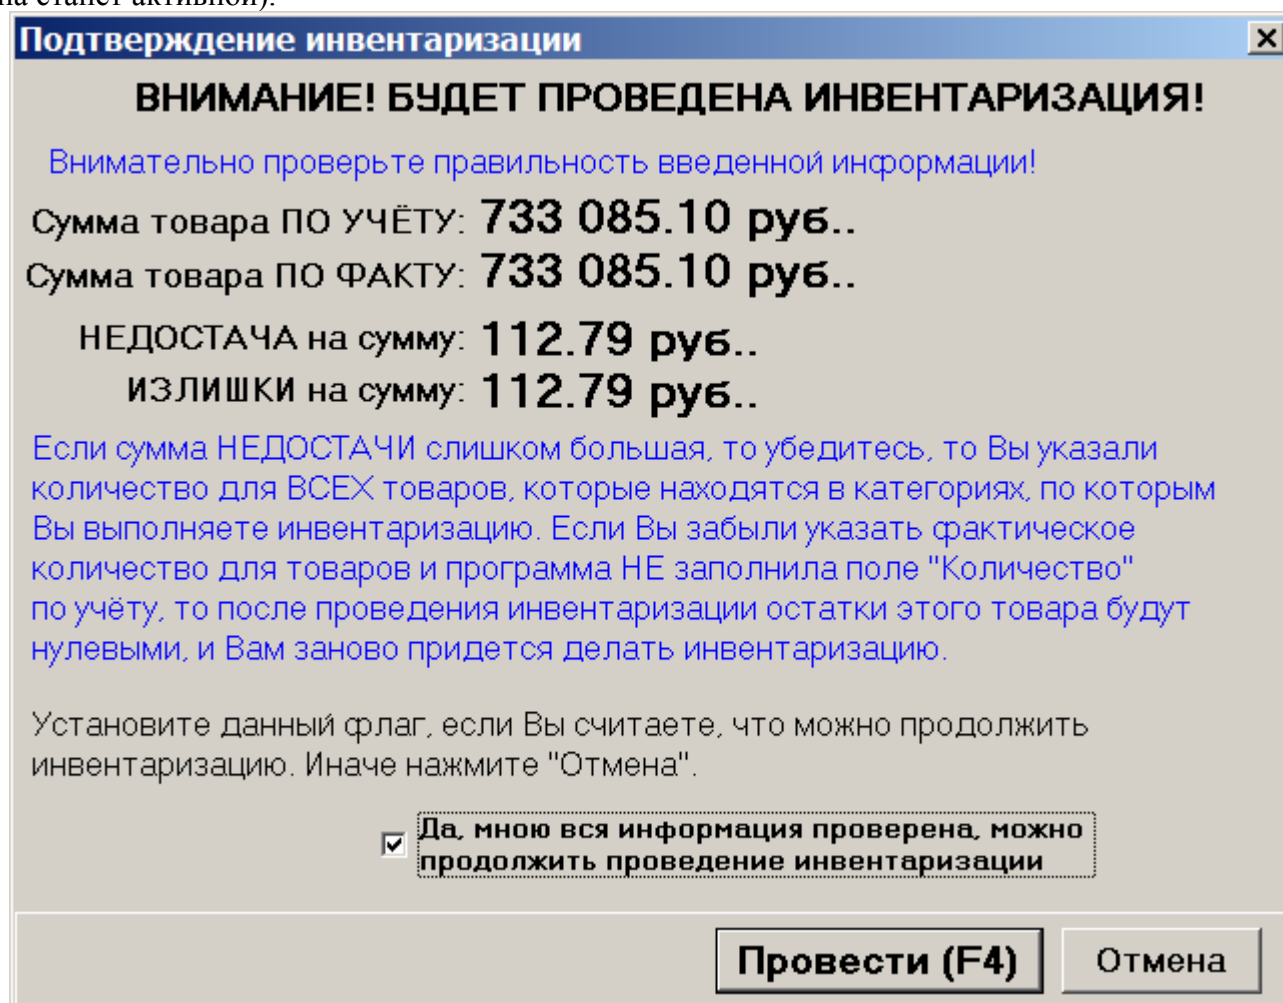 на станет активной).
Подтверждение инвентаризации
ВНИМАНИЕ! БУДЕТ ПРОВЕДЕНА ИНВЕНТАРИЗАЦИЯ!
Внимательно проверьте правильность введенной информации!
Сумма товара ПО УЧЁТУ: 733 085.10 руб..
Сумма товара ПО ФАКТУ: 733 085.10 руб..
НЕДОСТАЧА на сумму: 112.79 руб..
ИЗЛИШКИ на сумму: 112.79 руб..
Если сумма НЕДОСТАЧИ слишком большая, то убедитесь, то Вы указали
количество для ВСЕХ товаров, которые находятся в категориях, по которым
Вы выполняете инвентаризацию. Если Вы забыли указать фактическое
количество для товаров и программа НЕ заполнила поле "Количество"
по учёту, то после проведения инвентаризации остатки этого товара будут
нулевыми, и Вам заново придется делать инвентаризацию.
Установите данный флаг, если Вы считаете, что можно продолжить
инвентаризацию. Иначе нажмите "Отмена".
Да, мною вся информация проверена, можно
продолжить проведение инвентаризации
Провести (F4) Отмена